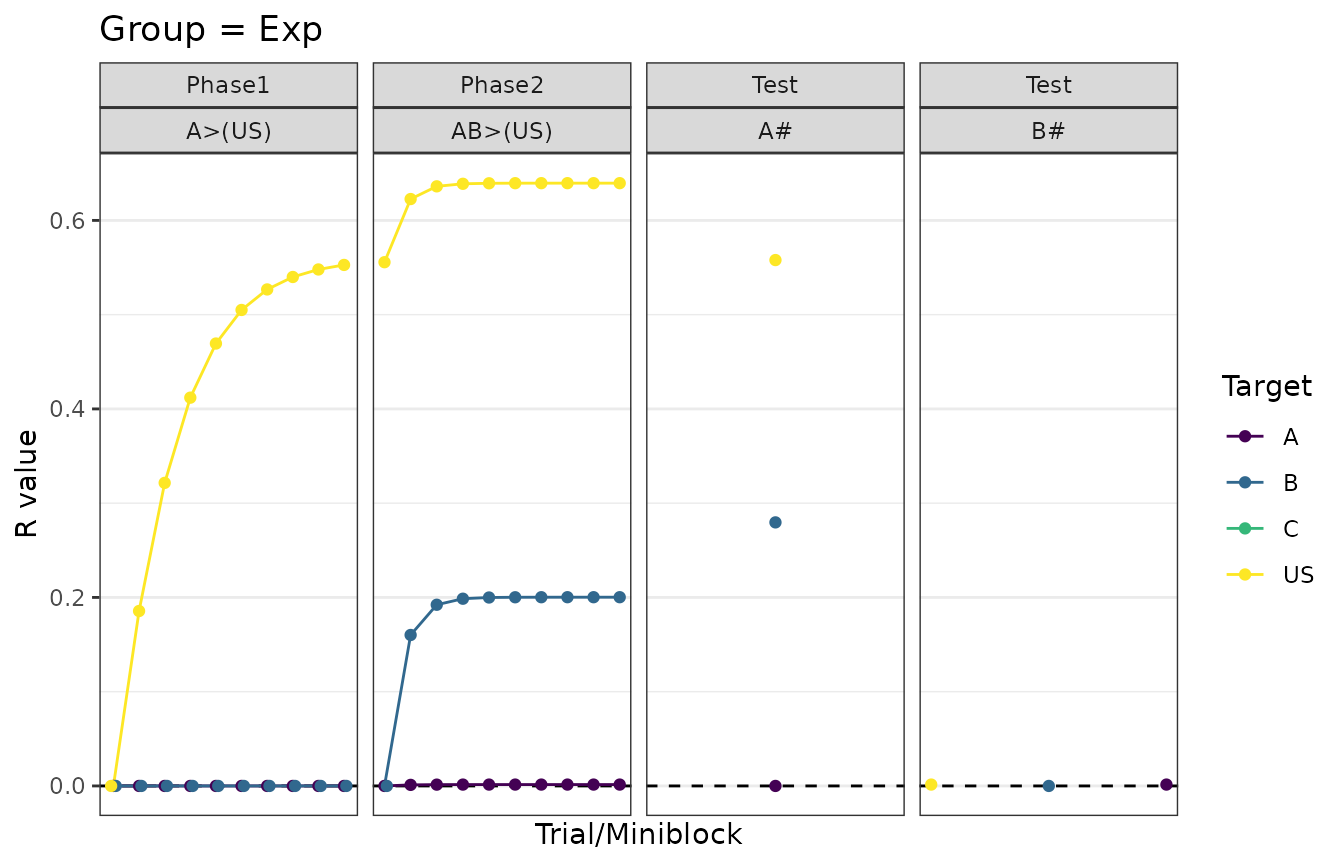 Group = Exp
Phase1
Phase2
Test
Test
A>(US)
AB>(US)
A#
B#
0.6
0.4
0.2
0.0
R value
Trial/Miniblock
Target
A
B
C
US